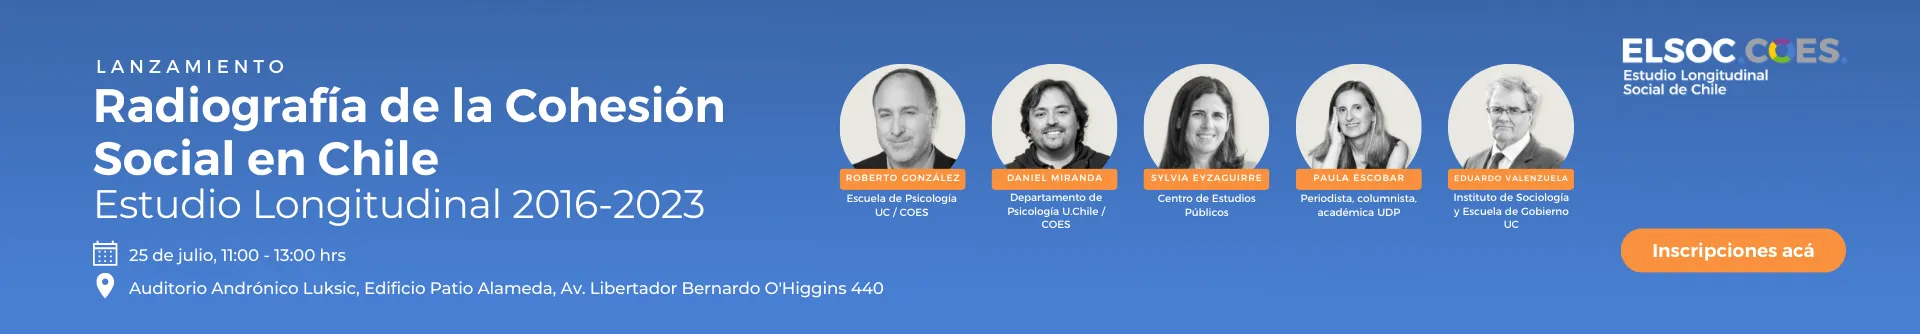 LANZAMIENTO
Radiografía de la Cohesión
Social en Chile
Estudio Longitudinal 2016-2023
25 de julio, 11:00 - 13:00 hrs
Auditorio Andrónico Luksic, Edificio Patio Alameda, Av. Libertador Bernardo O'Higgins 440
ROBERTO GONZÁLEZ
Escuela de Psicología
UC / COES
DANIEL MIRANDA
Departamento de
Psicología U.Chile /
COES
SYLVIA EYZAGUIRRE
Centro de Estudios
Públicos
PAULA ESCOBAR
Periodista, columnista,
académica UDP
EDUARDO VALENZUELA
Instituto de Sociología
y Escuela de Gobierno
UC
ELSOC COES
Estudio Longitudinal
Social de Chile
Inscripciones acá